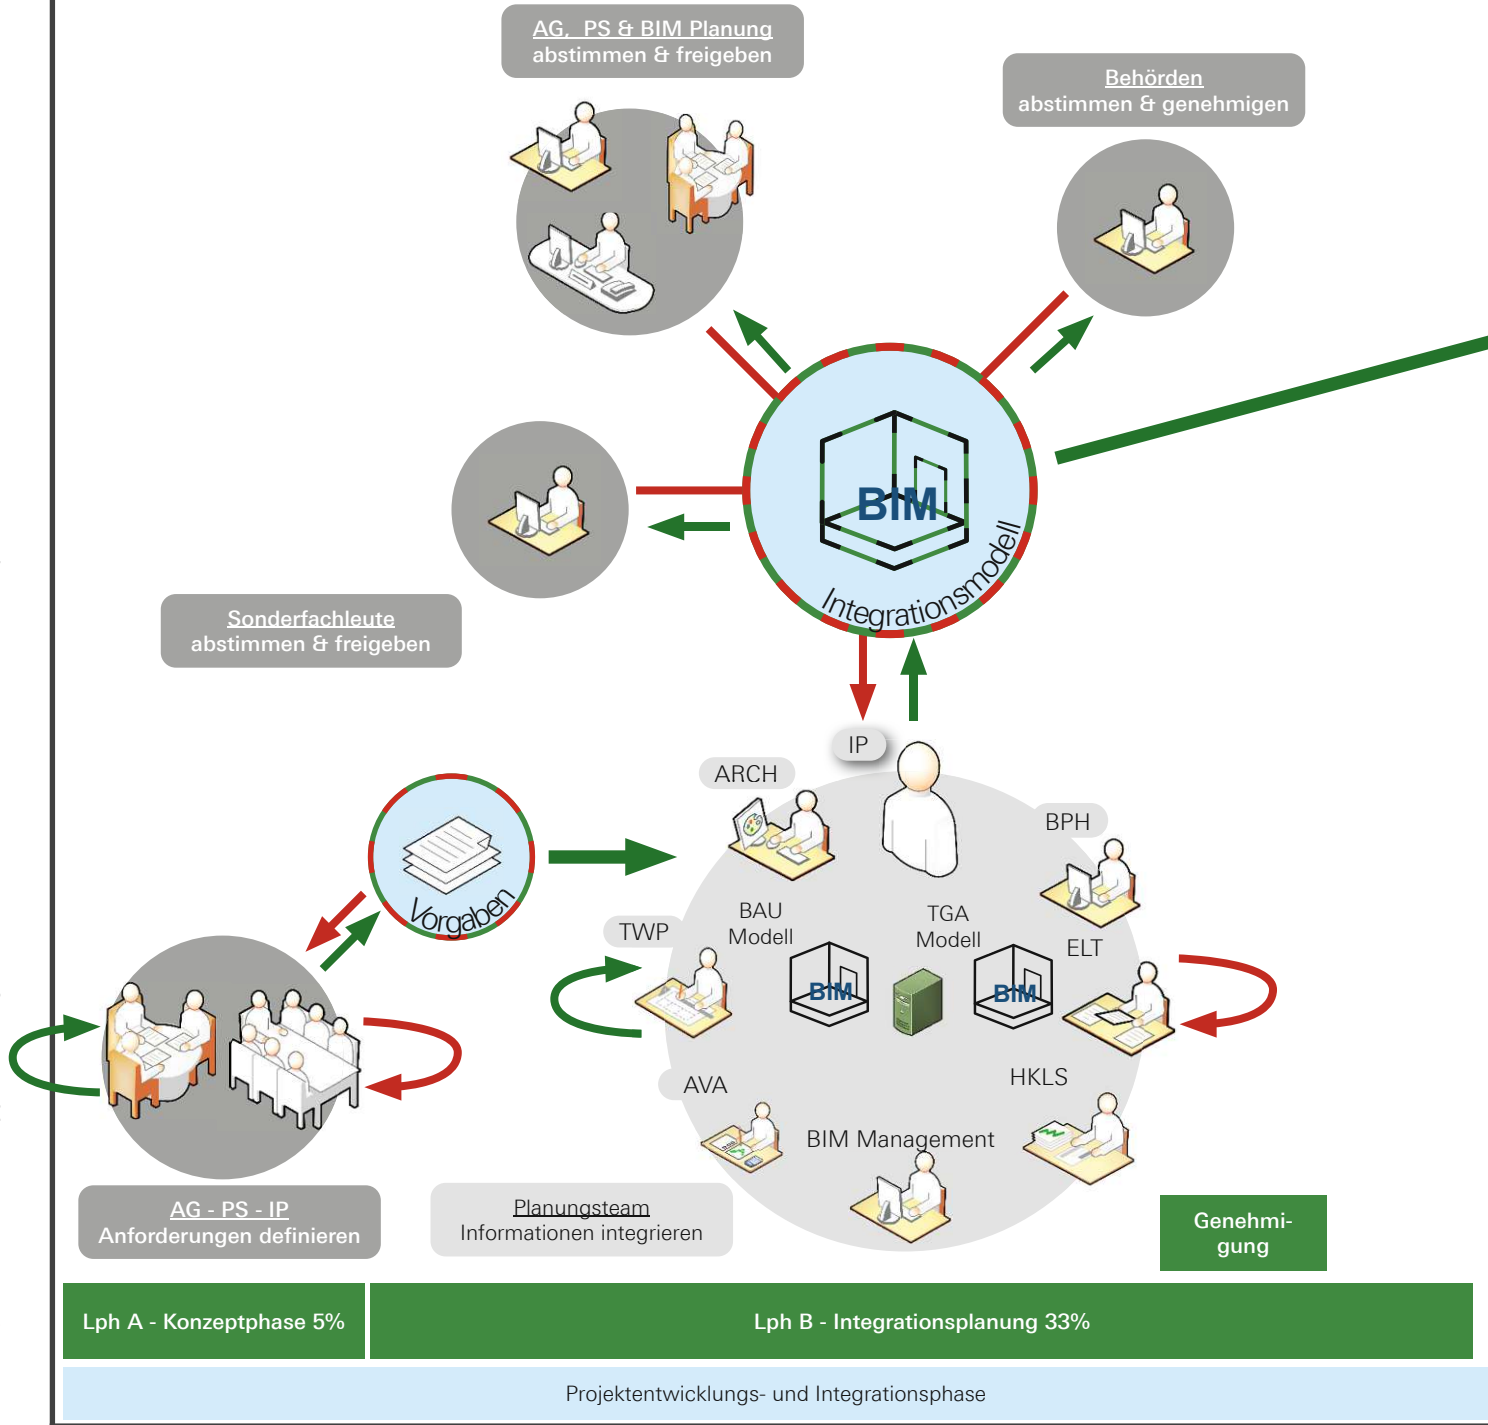 AG, PS & BIM Planung
abstimmen & freigeben
Behörden
abstimmen & genehmigen
BIM
Integrationsmodell
Sonderfachleute
abstimmen & freigeben
IP
ARCH
BPH
Vorgaben
TWP
BAU
Modell
TGA
Modell
ELT
BIM
BIM
AVA
HKLS
BIM Management
AG - PS - IP
Anforderungen definieren
Planungsteam
Informationen integrieren
Genehmi-
gung
Lph A - Konzeptphase 5%
Lph B - Integrationsplanung 33%
Projektentwicklungs- und Integrationsphase